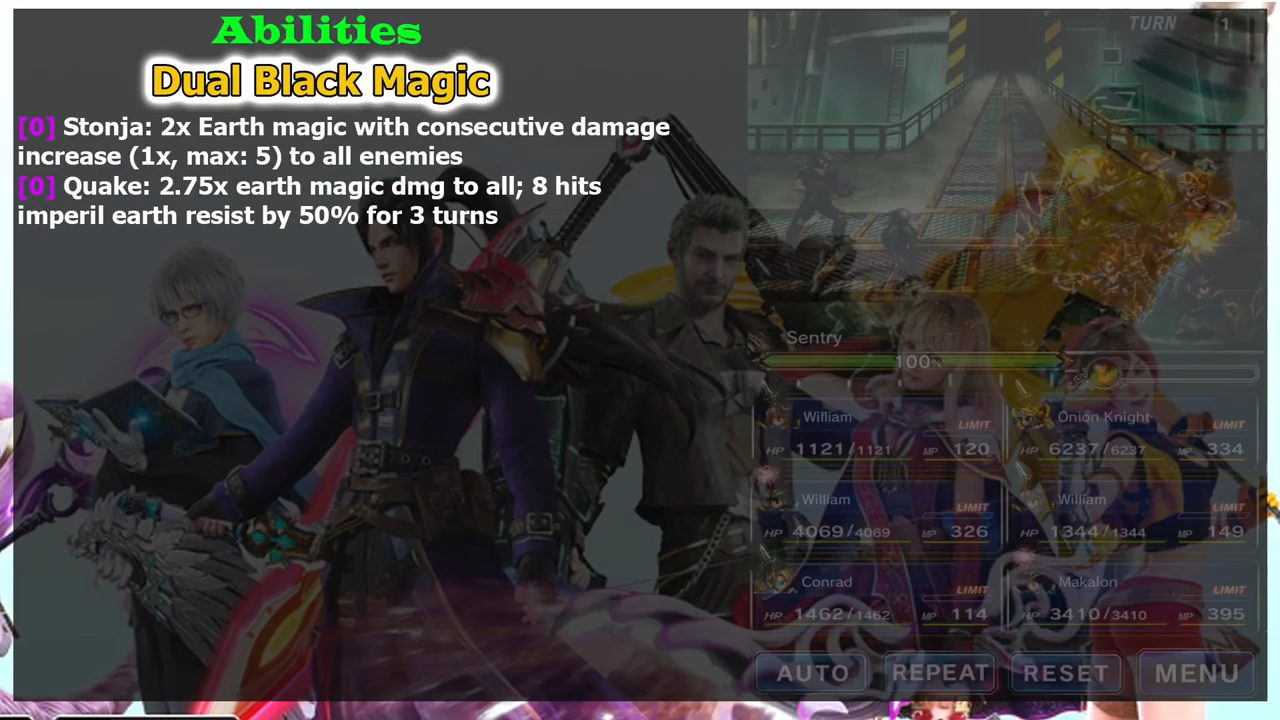 Abilities
Dual Black Magic
[0] Stonja: 2x Earth magic with consecutive damage
increase (1x, max: 5) to all enemies
[0] Quake: 2.75x earth magic dmg to all; 8 hits
imperil earth resist by 50% for 3 turns
TURN 1
Sentry
100%
William
LIMIT
HP 1121/1121 MP 120
Onion Knight
LIMIT
HP 6237/6237 MP 334
William
LIMIT
HP 4069/4069 MP 326
William
LIMIT
HP 1344/1344 MP 149
Conrad
LIMIT
HP 1462/1462 MP 114
Makalon
LIMIT
HP 3410/3410 MP 395
AUTO REPEAT RESET MENU